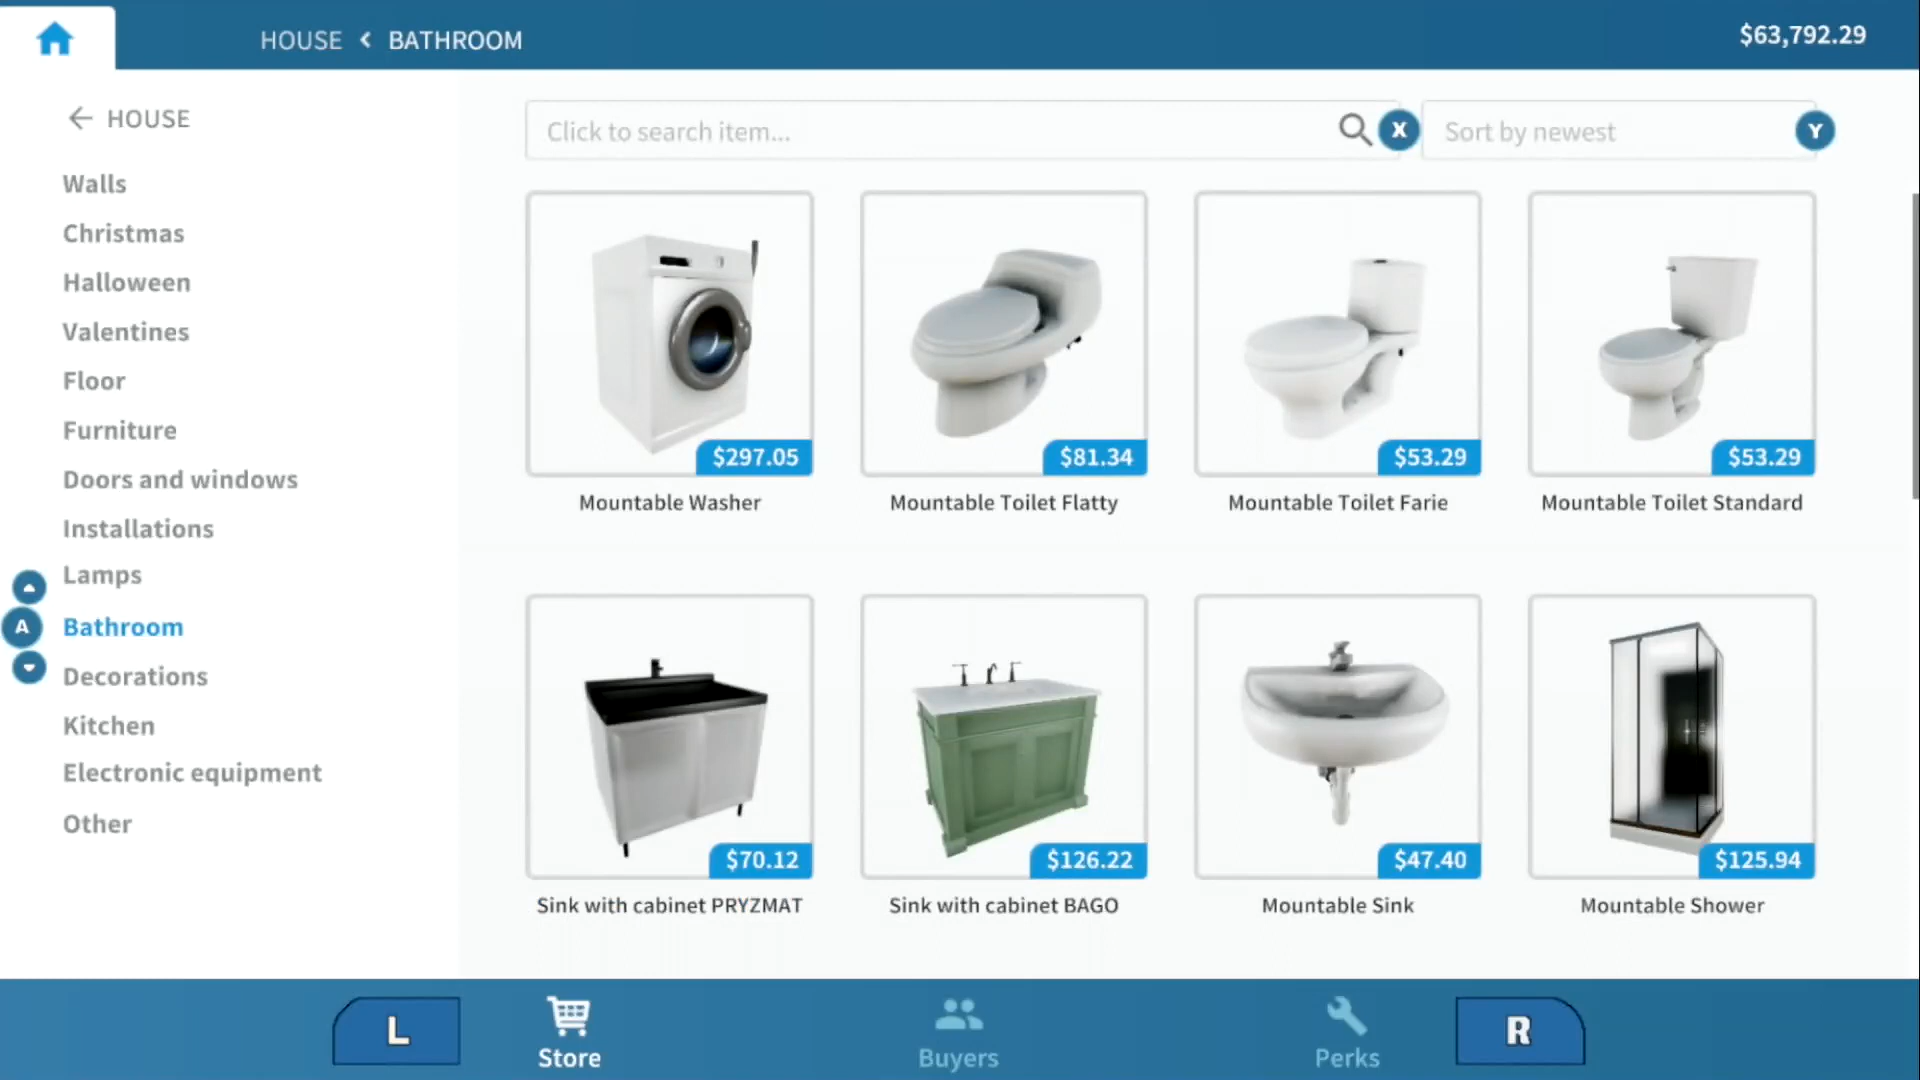 HOUSE < BATHROOM
$63,792.29
← HOUSE
Walls
Christmas
Halloween
Valentines
Floor
Furniture
Doors and windows
Installations
Lamps
A
Bathroom
Decorations
Kitchen
Electronic equipment
Other
Click to search item...
X
Sort by newest
Y
$297.05
Mountable Washer
$81.34
Mountable Toilet Flatty
$53.29
Mountable Toilet Farie
$53.29
Mountable Toilet Standard
$70.12
Sink with cabinet PRYZMAT
$126.22
Sink with cabinet BAGO
$47.40
Mountable Sink
$125.94
Mountable Shower
L
Store
Buyers
Perks
R